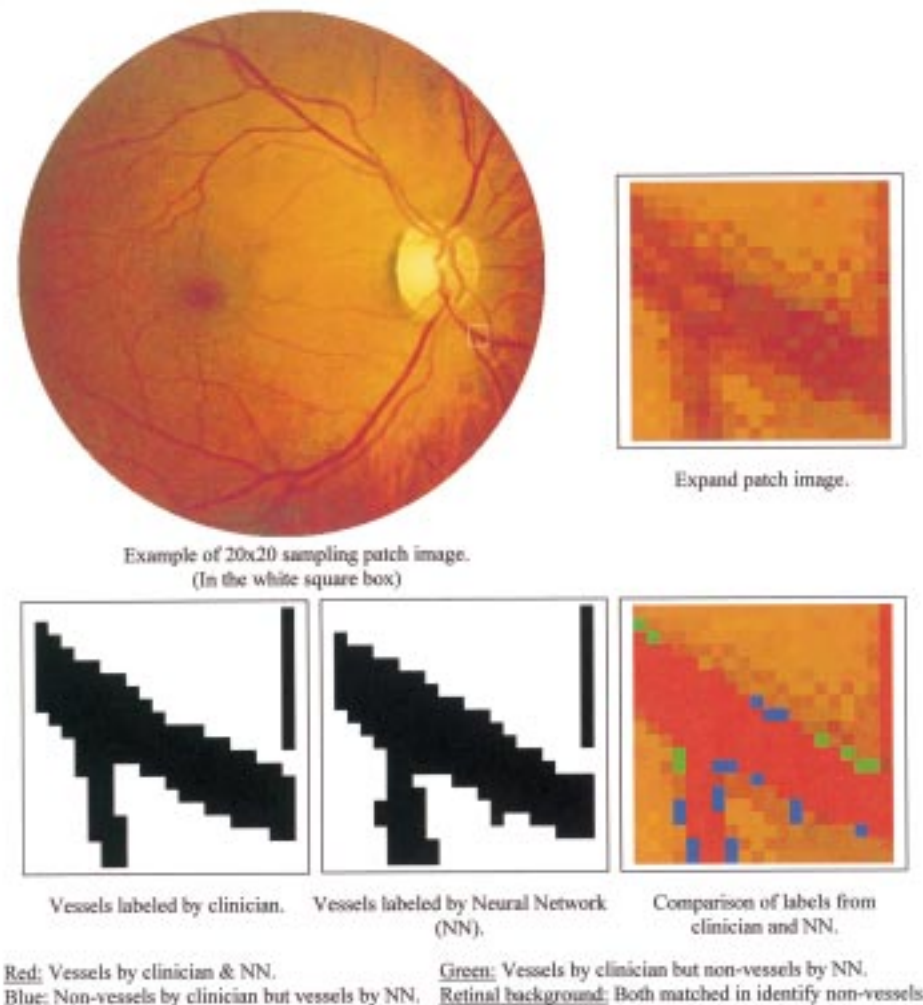 Expand patch image.
Example of 20x20 sampling patch image.
(In the white square box)
Vessels labeled by clinician.
Vessels labeled by Neural Network
(NN).
Comparison of labels from
clinician and NN.
Red: Vessels by clinician & NN.
Green: Vessels by clinician but non-vessels by NN.
Blue: Non-vessels by clinician but vessels by NN.
Retinal background: Both matched in identify non-vessels